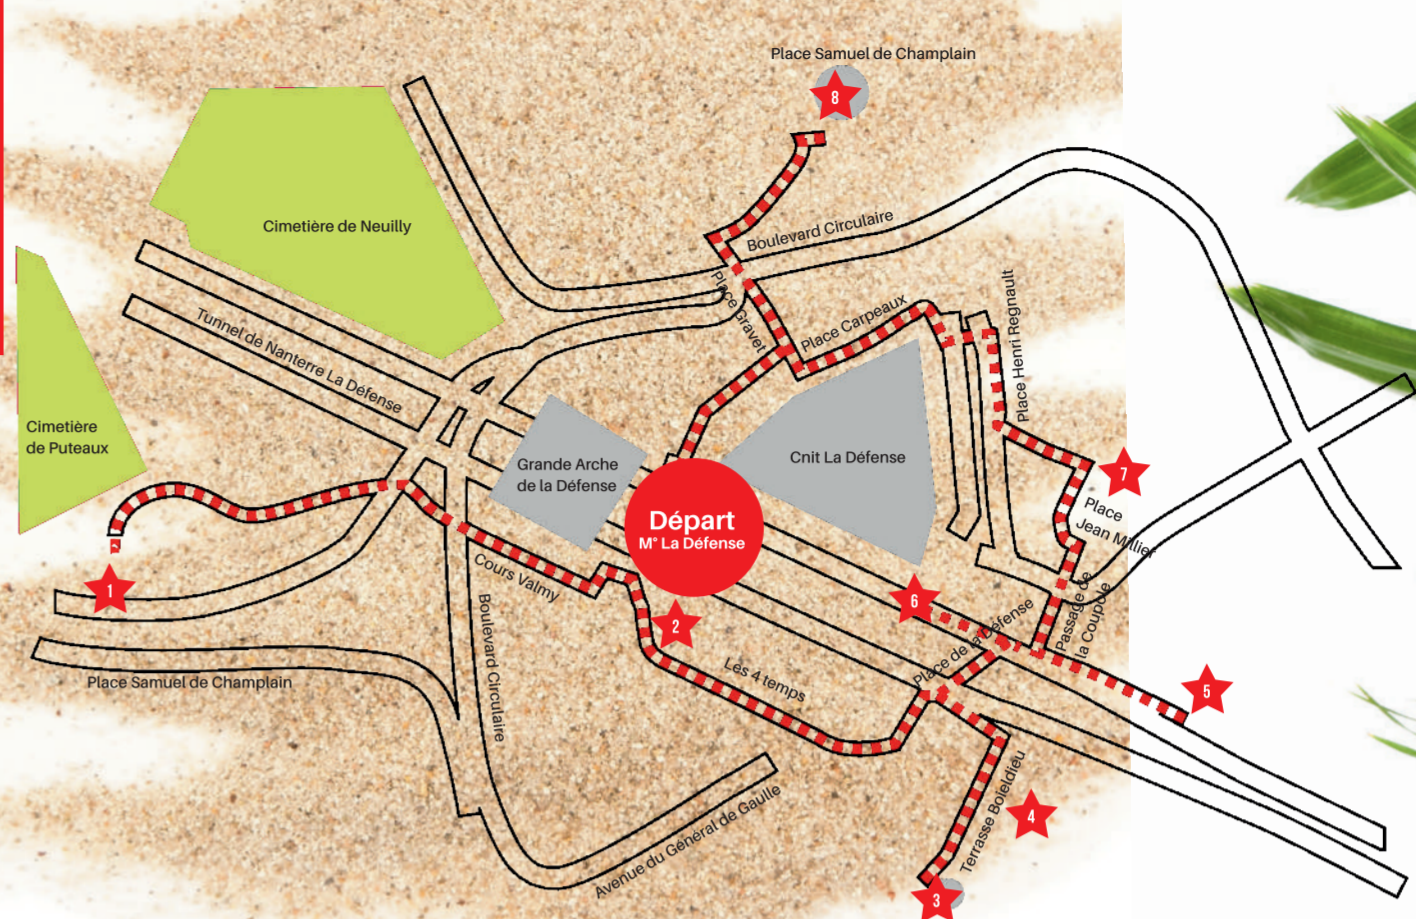 Place Samuel de Champlain
8
Cimetière de Neuilly
Boulevard Circulaire
Place Gravet
Place Carpeaux
Place Henri Regnault
Tunnel de Nanterre La Défense
Cimetière
de Puteaux
Grande Arche
de la Défense
Cnit La Défense
Départ
M° La Défense
7
Place
Jean Millier
1
Cours Valmy
2
6
Place de la Défense
Passage de
la Coupole
Boulevard Circulaire
Les 4 temps
5
Place Samuel de Champlain
Avenue du Général de Gaulle
Terrasse Boieldieu
4
3